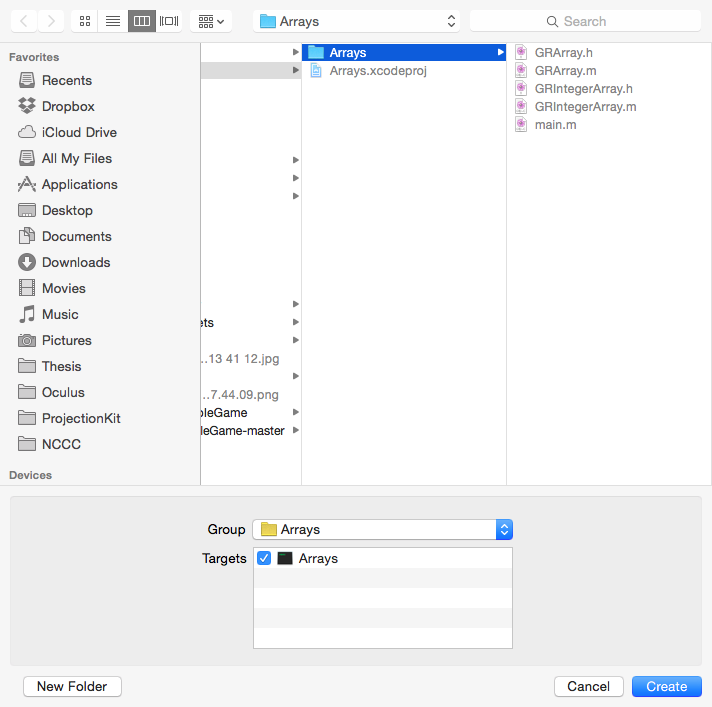 Arrays
Search
Favorites
Recents
Dropbox
iCloud Drive
All My Files
Applications
Desktop
Documents
Downloads
Movies
Music
Pictures
Thesis
Oculus
ProjectionKit
NCCC
Devices
ets
...13 41 12.jpg
...7.44.09.png
bleGame
leGame-master
Arrays
Arrays.xcodeproj
GRArray.h
GRArray.m
GRIntegerArray.h
GRIntegerArray.m
main.m
Group Arrays
Targets Arrays
New Folder Cancel Create